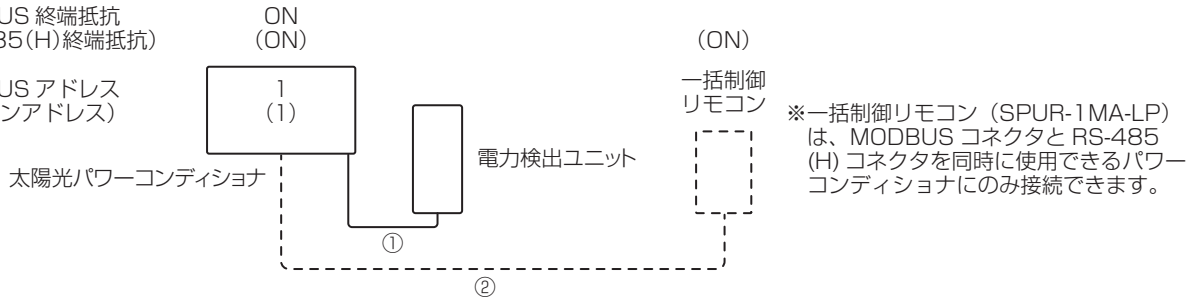 US 終端抵抗 ON
85(H)終端抵抗) (ON) (ON)
US アドレス 1
ンアドレス) (1)
一括制御
リモコン
※一括制御リモコン（SPUR-1MA-LP）
は、MODBUS コネクタと RS-485
(H) コネクタを同時に使用できるパワー
コンディショナにのみ接続できます。
電力検出ユニット
太陽光パワーコンディショナ
①
②